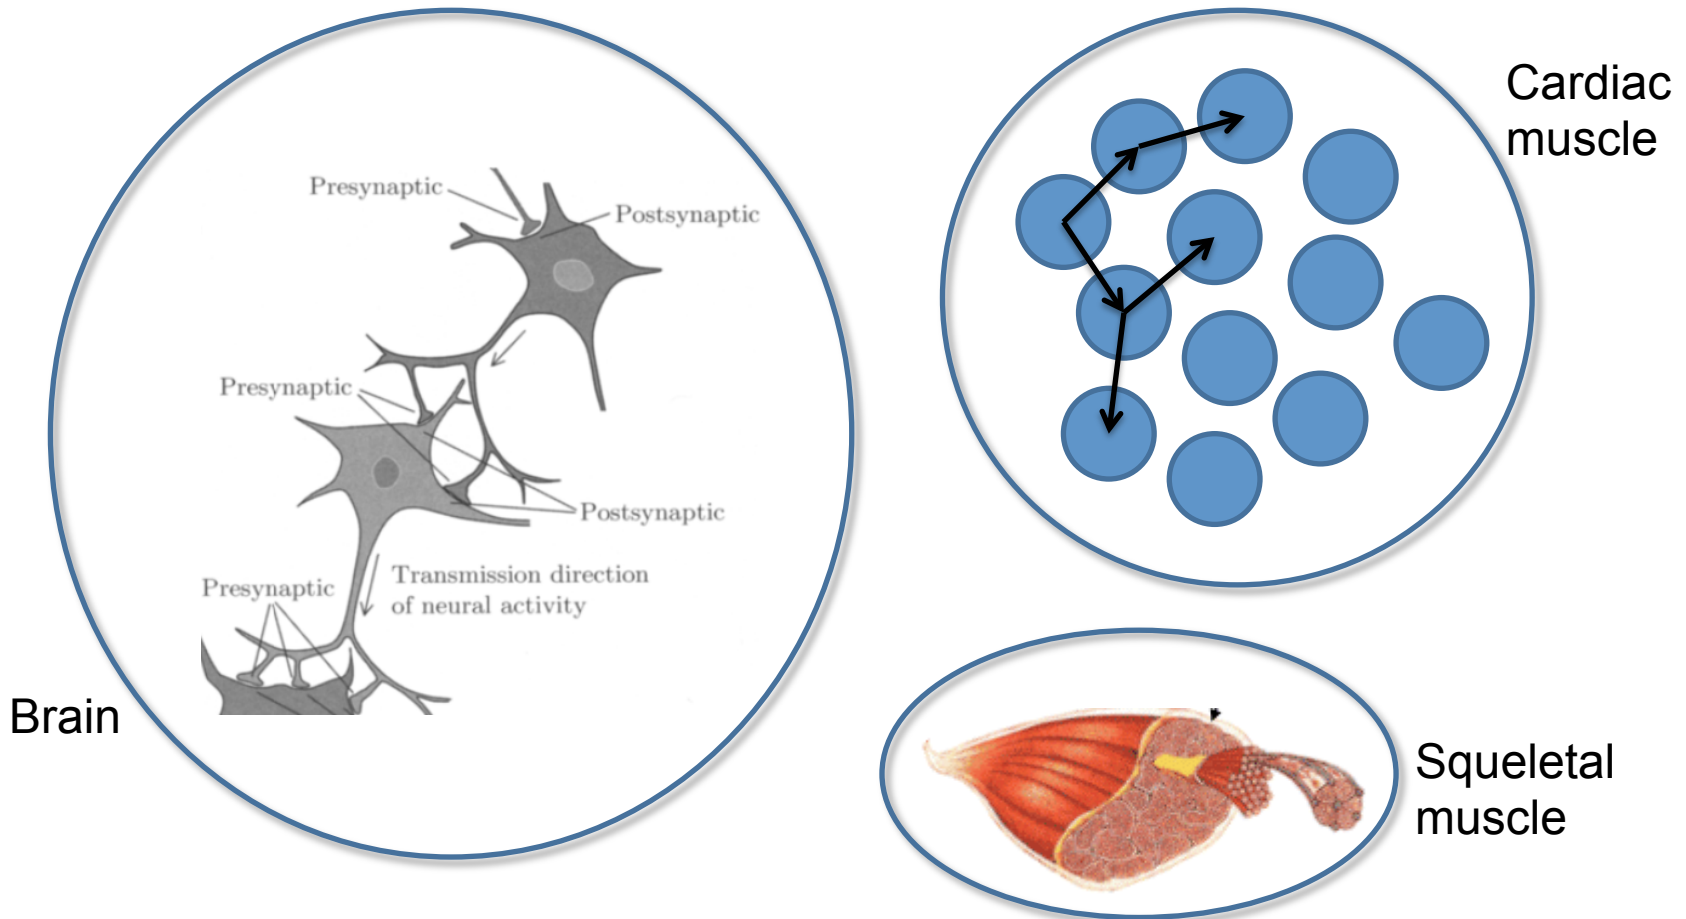 Presynaptic
Postsynaptic
Presynaptic
Postsynaptic
Presynaptic
Transmission direction
of neural activity
Brain
Cardiac
muscle
Squeletal
muscle